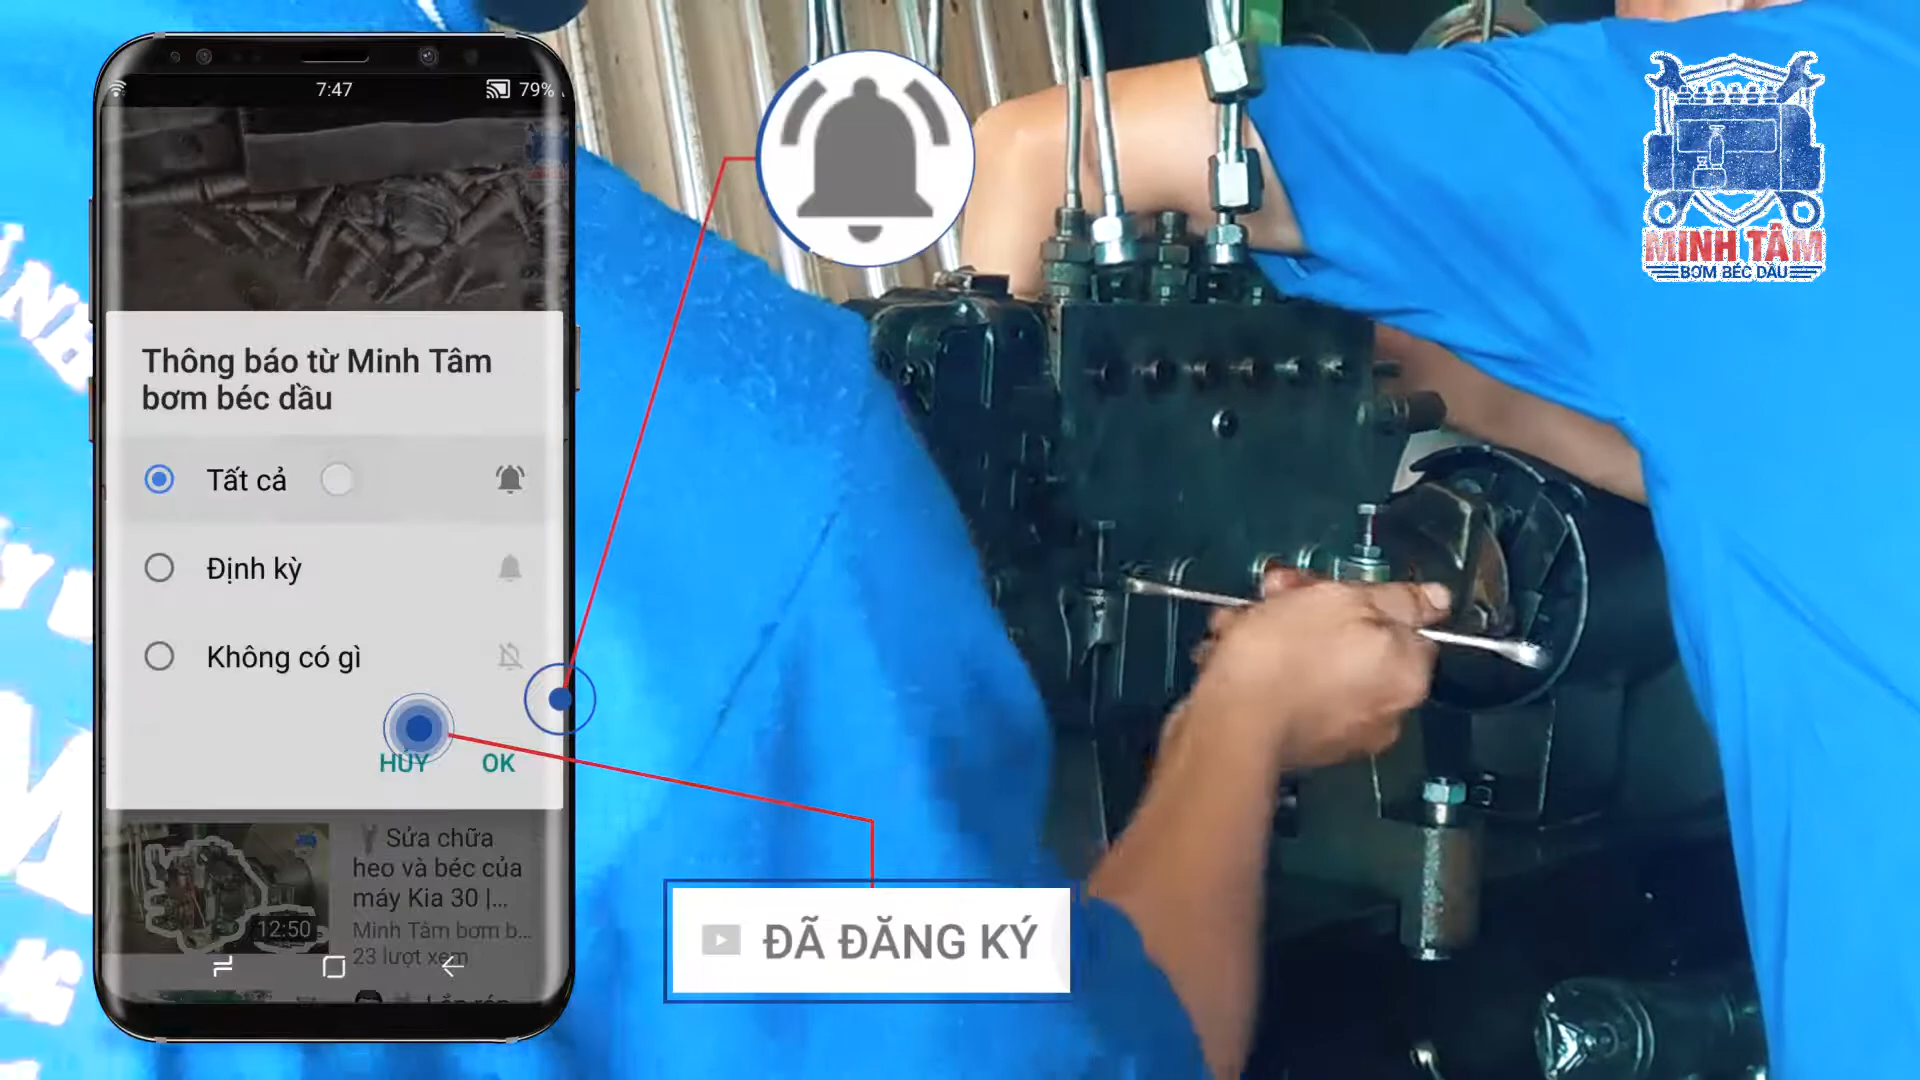 7:47
79%
Thông báo từ Minh Tâm
bơm béc dầu
Tất cả
Định kỳ
Không có gì
HỦY
OK
Sửa chữa
heo và béc của
máy Kia 30 |...
12:50
Minh Tâm bơm b...
23 lượt xem
ĐÃ ĐĂNG KÝ
MINH TÂM
BƠM BÉC DẦU